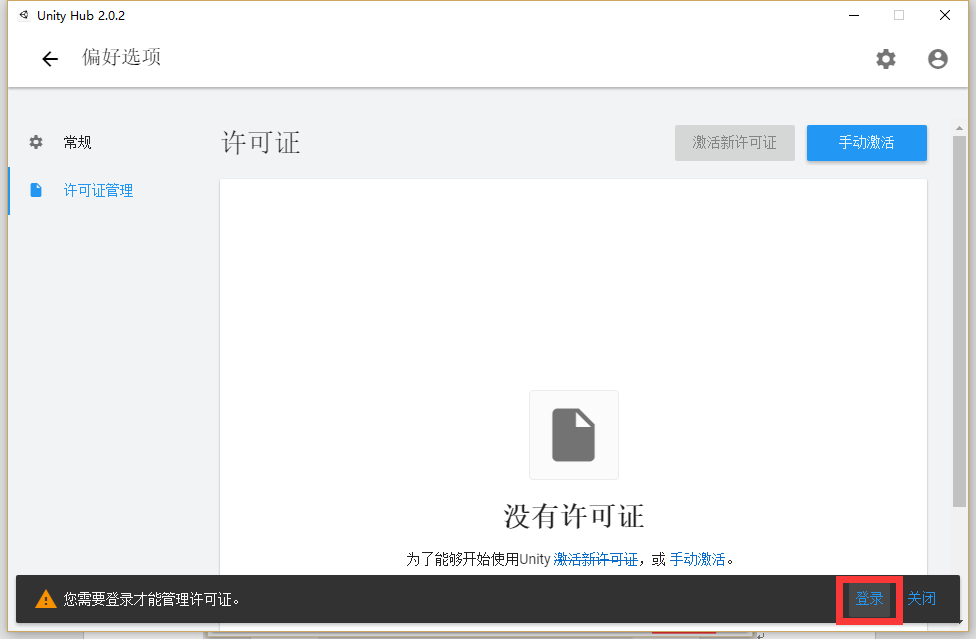 Unity Hub 2.0.2
偏好选项
常规
许可证管理
许可证
激活新许可证
手动激活
没有许可证
为了能够开始使用Unity 激活新许可证，或 手动激活。
您需要登录才能管理许可证。
登录
关闭